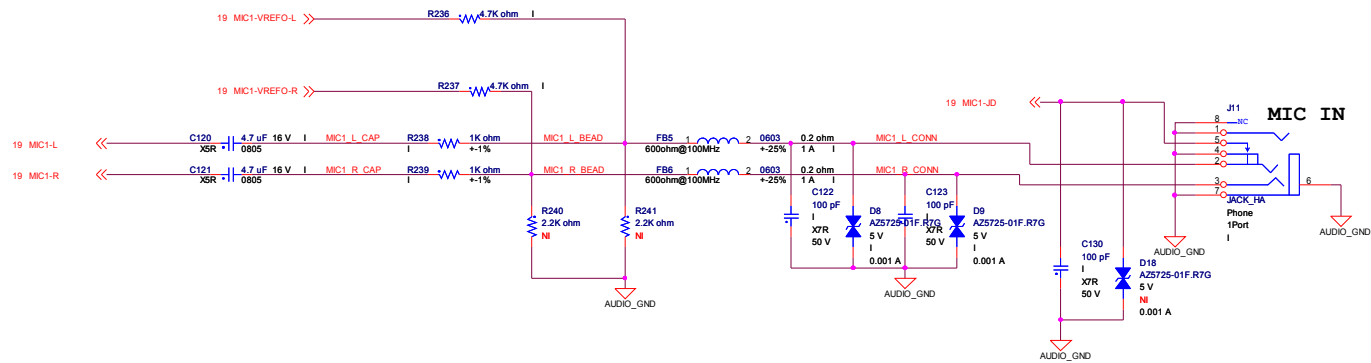 19 MIC1-VREFO-L
R236 4.7K ohm I
19 MIC1-VREFO-R
R237 4.7K ohm I
19 MIC1-JD
J11
MIC IN
8 NC
1
5
4
2
3
7
6
JACK_HA
Phone
1Port
I
19 MIC1-L
C120 4.7 uF 16 V I
X5R 0805
MIC1_L_CAP
R238 1K ohm
I +-1%
MIC1_L_BEAD
FB5 1 2 0603 0.2 ohm
600ohm@100MHz +-25% 1 A I
MIC1_L_CONN
19 MIC1-R
C121 4.7 uF 16 V I
X5R 0805
MIC1_R_CAP
R239 1K ohm
I +-1%
MIC1_R_BEAD
FB6 1 2 0603 0.2 ohm
600ohm@100MHz +-25% 1 A I
MIC1_R_CONN
R240
2.2K ohm
NI
R241
2.2K ohm
NI
AUDIO_GND
C122
100 pF
I
X7R
50 V
D8
AZ5725-01F.R7G
5 V
I
0.001 A
C123
100 pF
I
X7R
50 V
D9
AZ5725-01F.R7G
5 V
I
0.001 A
AUDIO_GND
C130
100 pF
I
X7R
50 V
D18
AZ5725-01F.R7G
5 V
NI
0.001 A
AUDIO_GND
AUDIO_GND
AUDIO_GND